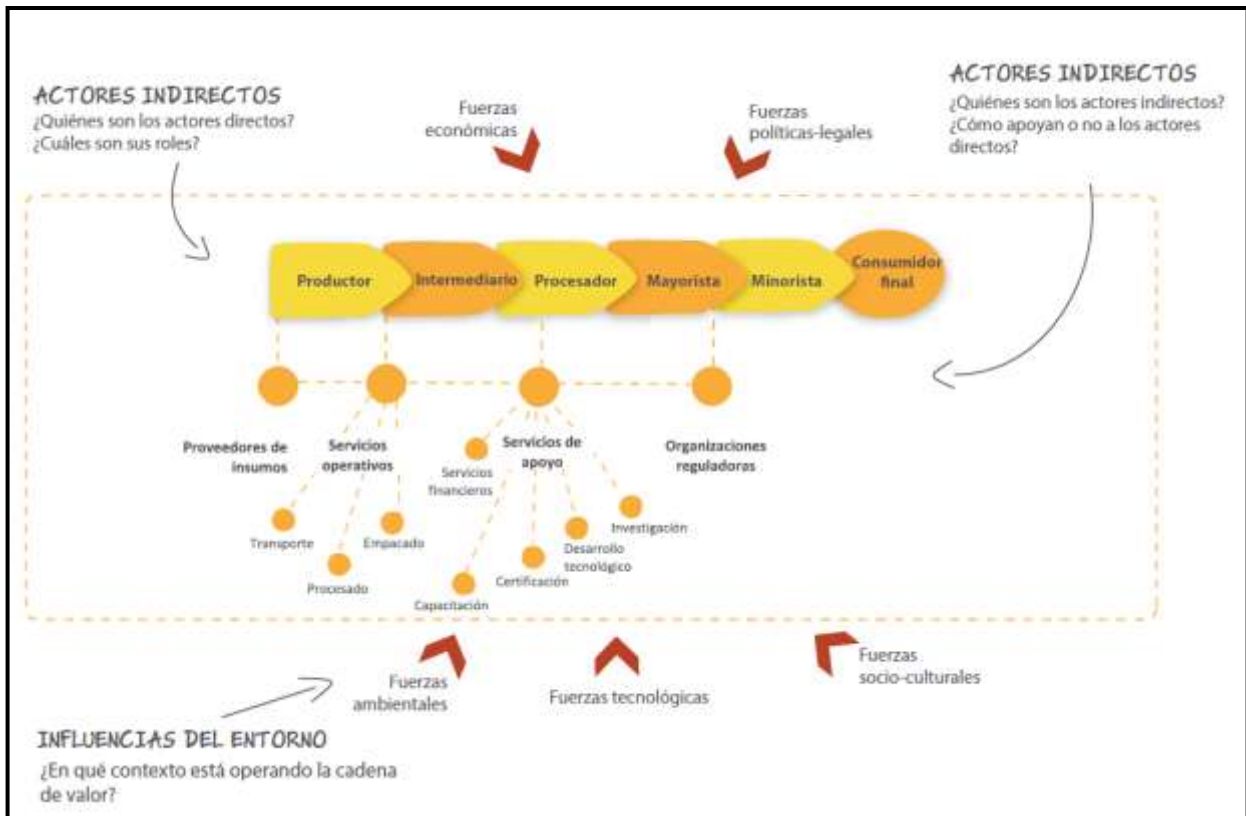 ACTORES INDIRECTOS
¿Quiénes son los actores directos?
¿Cuáles son sus roles?
Fuerzas
económicas
Fuerzas
políticas-legales
ACTORES INDIRECTOS
¿Quiénes son los actores indirectos?
¿Cómo apoyan o no a los actores
directos?
Productor
Intermediario
Procesador
Mayorista
Minorista
Consumidor
final
Proveedores de
insumos
Servicios
operativos
Servicios
financieros
Servicios de
apoyo
Organizaciones
reguladoras
Transporte
Procesado
Empacado
Capacitación
Certificación
Desarrollo
tecnológico
Investigación
Fuerzas
ambientales
Fuerzas tecnológicas
Fuerzas
socio-culturales
INFLUENCIAS DEL ENTORNO
¿En qué contexto está operando la cadena
de valor?